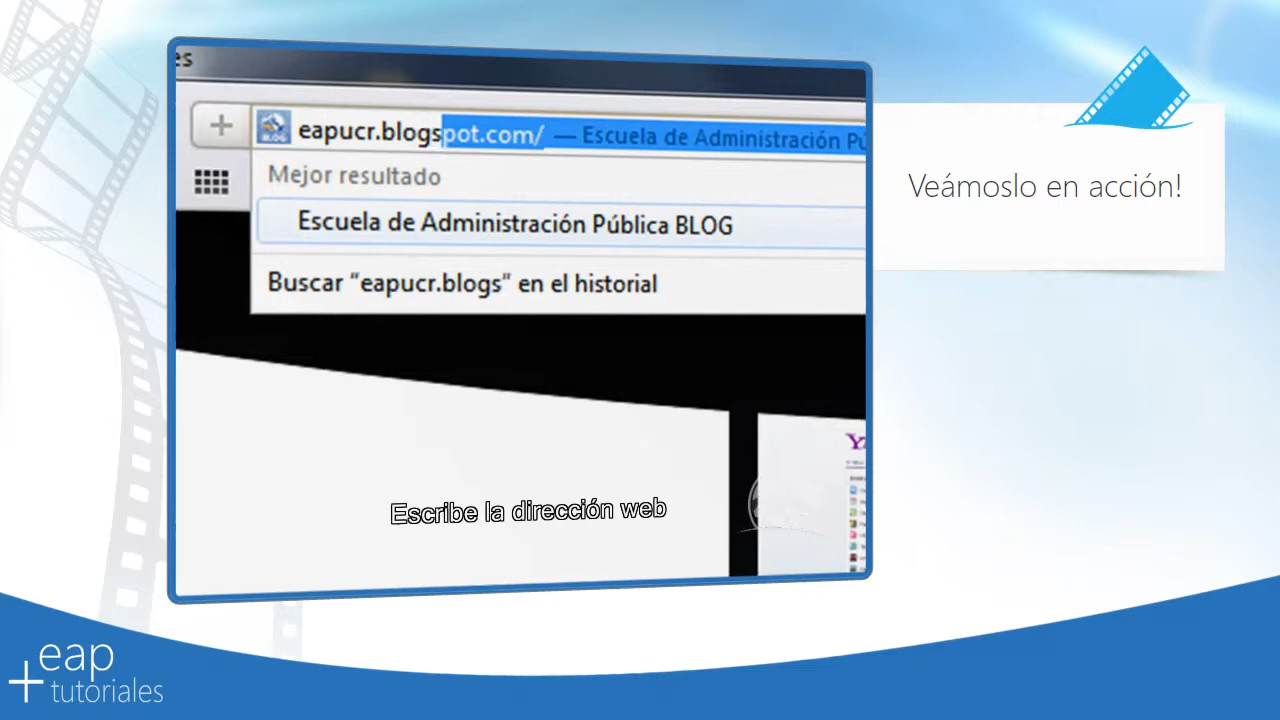 es
eapucr.blogspot.com/ — Escuela de Administración Pú
Mejor resultado
Escuela de Administración Pública BLOG
Buscar “eapucr.blogs” en el historial
Escribe la dirección web
Veámoslo en acción!
+eap
tutoriales